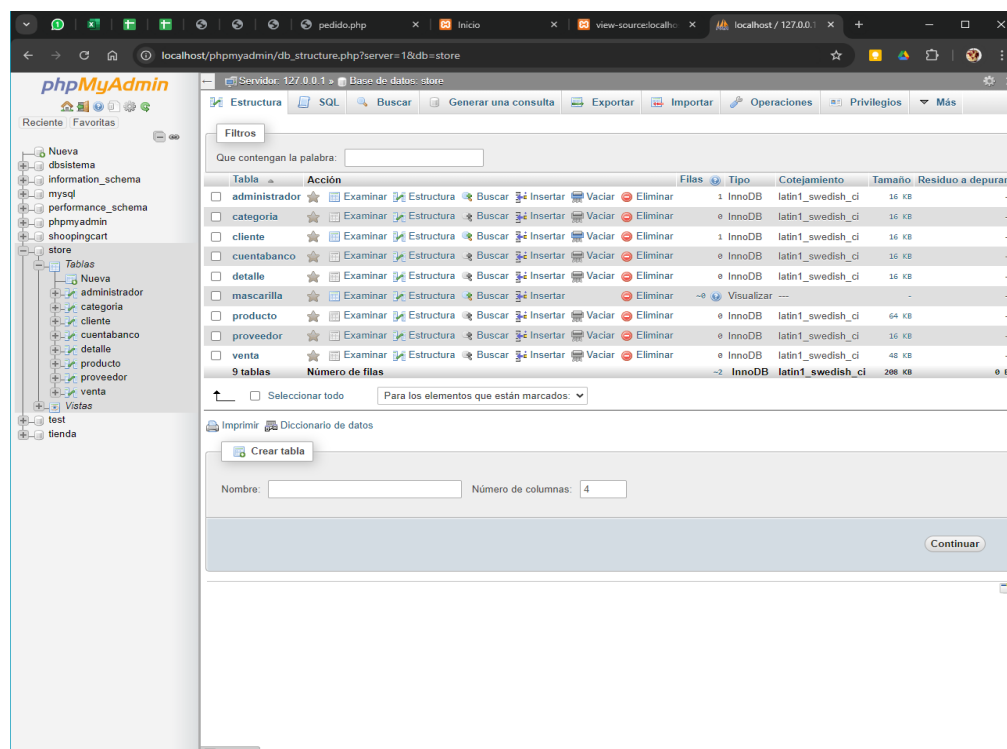 pedido.php
Inicio
view-source:localho
localhost / 127.0.0.1
localhost/phpmyadmin/db_structure.php?server=1&db=store
phpMyAdmin
Reciente Favoritas
Nueva
dbsistema
information_schema
mysql
performance_schema
phpmyadmin
shoopingcart
store
Tablas
Nueva
administrador
categoria
cliente
cuentabanco
detalle
producto
proveedor
venta
Vistas
test
tienda
Servidor: 127.0.0.1 » Base de datos: store
Estructura SQL Buscar Generar una consulta Exportar Importar Operaciones Privilegios Más
Filtros
Que contengan la palabra:
Tabla Acción Filas Tipo Cotejamiento Tamaño Residuo a depurar
administrador Examinar Estructura Buscar Insertar Vaciar Eliminar 1 InnoDB latin1_swedish_ci 16 KB -
categoria Examinar Estructura Buscar Insertar Vaciar Eliminar 0 InnoDB latin1_swedish_ci 16 KB -
cliente Examinar Estructura Buscar Insertar Vaciar Eliminar 1 InnoDB latin1_swedish_ci 16 KB -
cuentabanco Examinar Estructura Buscar Insertar Vaciar Eliminar 0 InnoDB latin1_swedish_ci 16 KB -
detalle Examinar Estructura Buscar Insertar Vaciar Eliminar 0 InnoDB latin1_swedish_ci 16 KB -
mascarilla Examinar Estructura Buscar Insertar Eliminar ~0 Visualizar --- - -
producto Examinar Estructura Buscar Insertar Vaciar Eliminar 0 InnoDB latin1_swedish_ci 64 KB -
proveedor Examinar Estructura Buscar Insertar Vaciar Eliminar 0 InnoDB latin1_swedish_ci 16 KB -
venta Examinar Estructura Buscar Insertar Vaciar Eliminar 0 InnoDB latin1_swedish_ci 48 KB -
9 tablas Número de filas ~2 InnoDB latin1_swedish_ci 208 KB 0
Seleccionar todo Para los elementos que están marcados:
Imprimir Diccionario de datos
Crear tabla
Nombre: Número de columnas: 4
Continuar